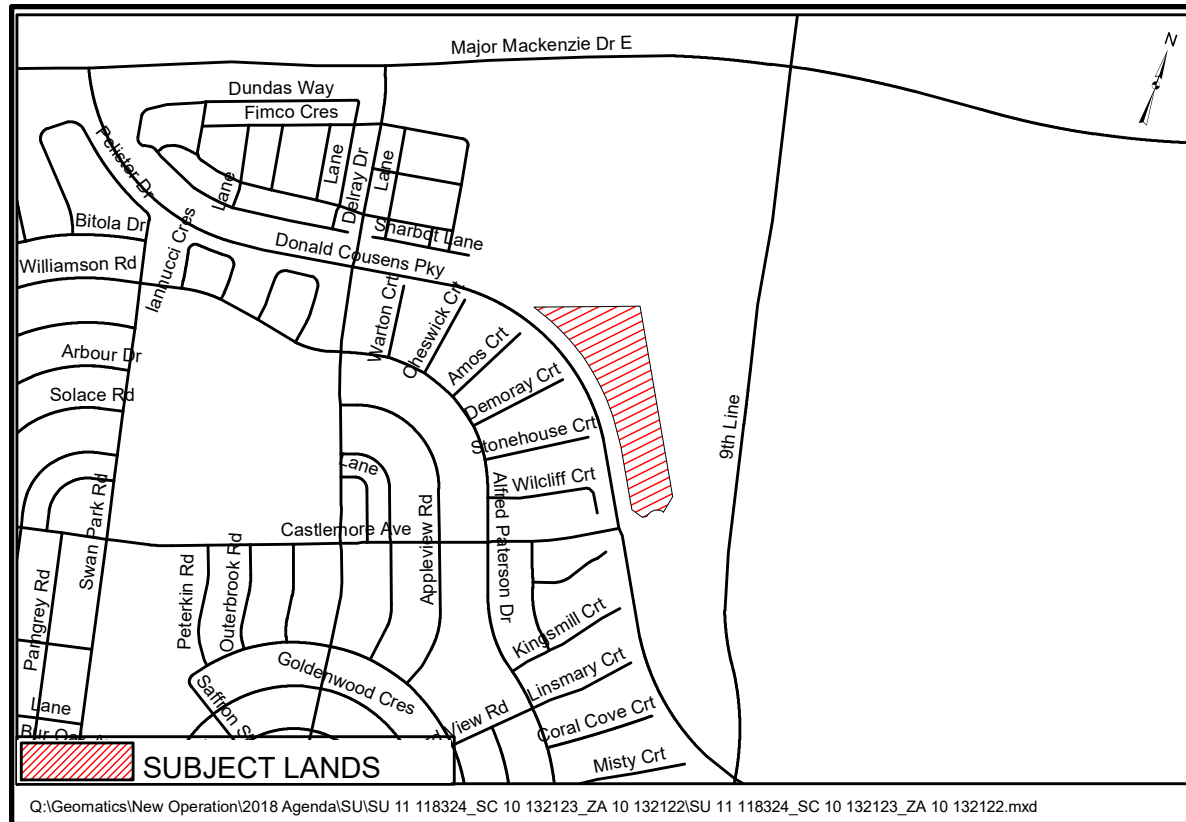 Major Mackenzie Dr E
N
Dundas Way
Fimco Cres
Pelister Dr
Lane
Lane
Delray Dr
Lane
Bitola Dr
Iannucci Cres
Sharbot Lane
Donald Cousens Pky
Williamson Rd
Warton Crt
Cheswick Crt
Amos Crt
Arbour Dr
Demoray Crt
Solace Rd
9th Line
Stonehouse Crt
Lane
Wilcliff Crt
Swan Park Rd
Alfred Paterson Dr
Appleview Rd
Castlemore Ave
Peterkin Rd
Outerbrook Rd
Pamgrey Rd
Kingsmill Crt
Goldenwood Cres
Linsmary Crt
Saffron S
View Rd
Lane
Coral Cove Crt
Bur Oa
Misty Crt
SUBJECT LANDS
Q:\Geomatics\New Operation\2018 Agenda\SU\SU 11 118324_SC 10 132123_ZA 10 132122\SU 11 118324_SC 10 132123_ZA 10 132122.mxd